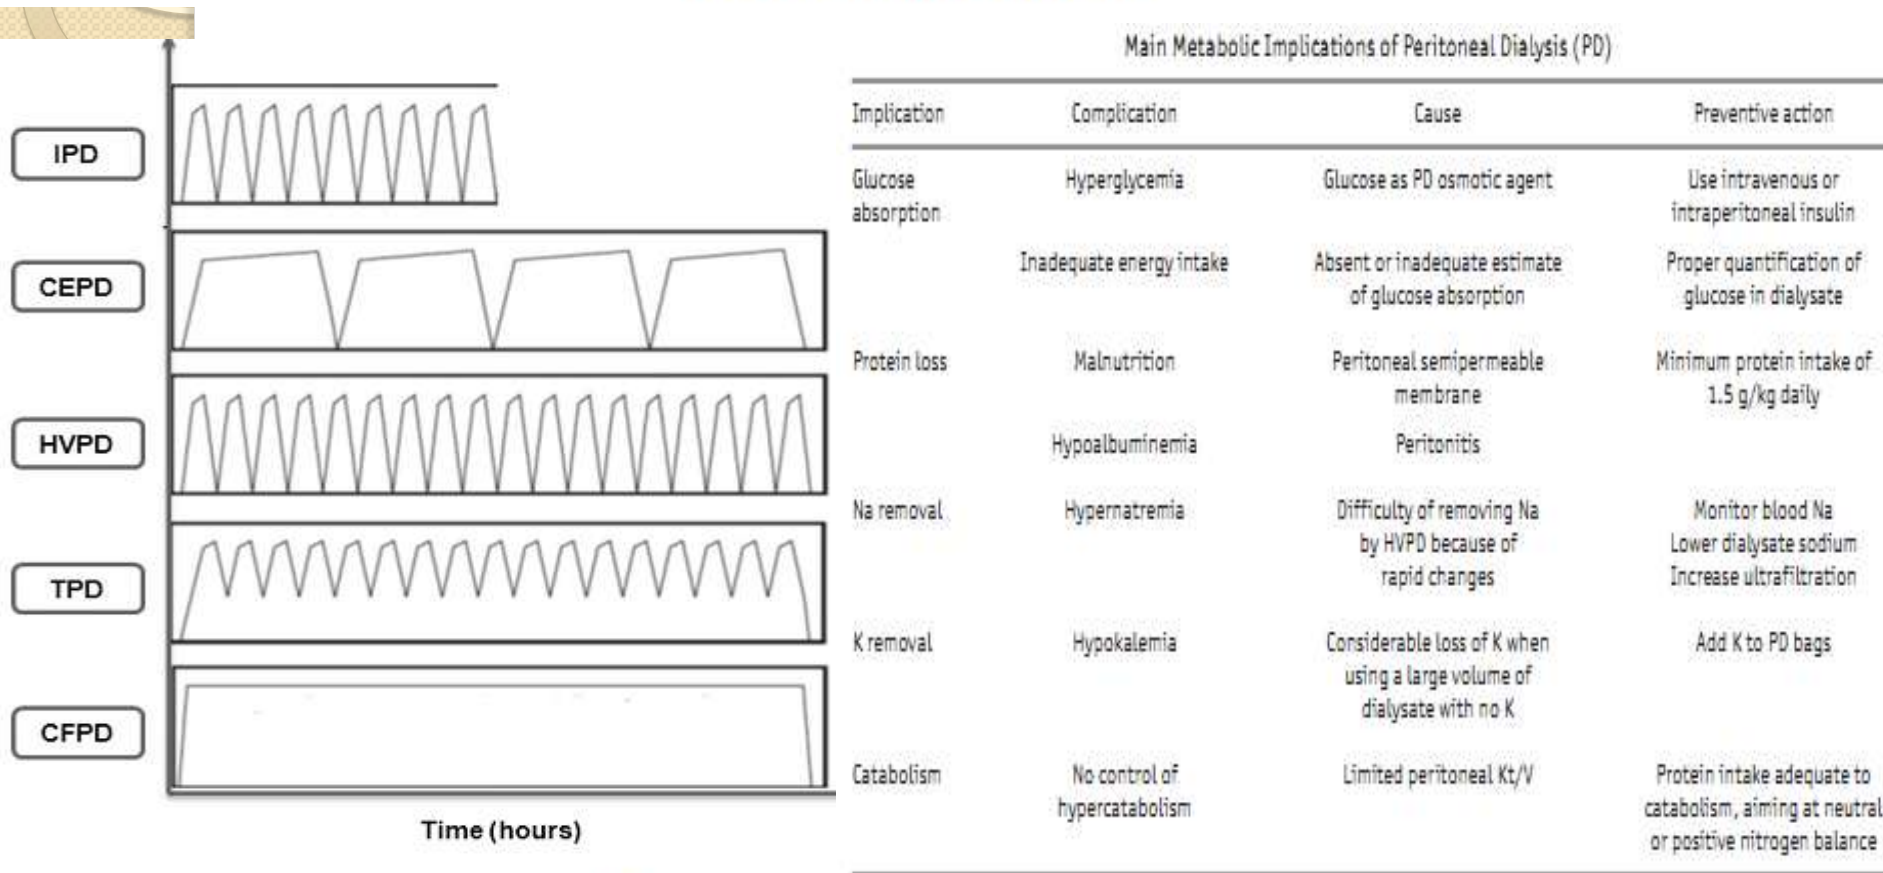 IPD
CEPD
HVPD
TPD
CFPD
Time (hours)
Main Metabolic Implications of Peritoneal Dialysis (PD)
Implication Complication Cause Preventive action
Glucose Hyperglycemia Glucose as PD osmotic agent Use intravenous or
absorption intraperitoneal insulin
Inadequate energy intake Absent or inadequate estimate Proper quantification of
of glucose absorption glucose in dialysate
Protein loss Malnutrition Peritoneal semipermeable Minimum protein intake of
membrane 1.5 g/kg daily
Hypoalbuminemia Peritonitis
Na removal Hypernatremia Difficulty of removing Na Monitor blood Na
by HVPD because of Lower dialysate sodium
rapid changes Increase ultrafiltration
K removal Hypokalemia Considerable loss of K when Add K to PD bags
using a large volume of
dialysate with no K
Catabolism No control of Limited peritoneal Kt/V Protein intake adequate to
hypercatabolism catabolism, aiming at neutral
or positive nitrogen balance